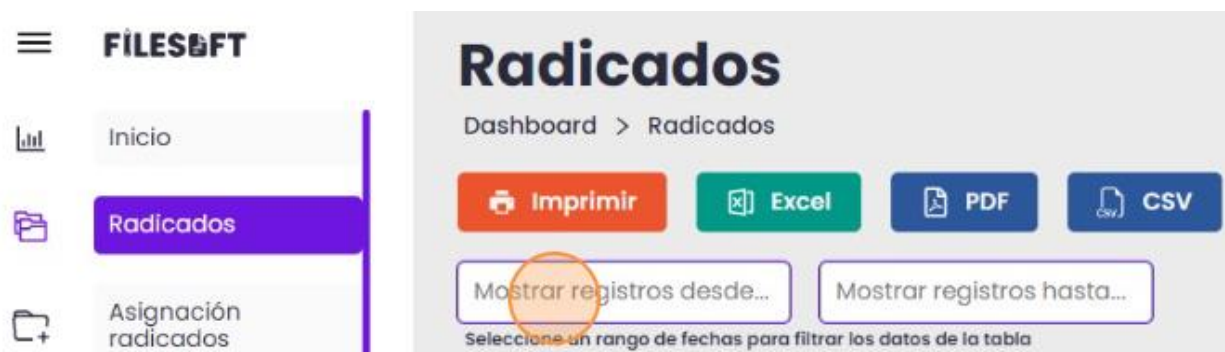 FILESOFT
Inicio
Radicados
Asignación
radicados
Radicados
Dashboard > Radicados
Imprimir
Excel
PDF
CSV CSV
Mostrar registros desde...
Mostrar registros hasta...
Seleccione un rango de fechas para filtrar los datos de la tabla